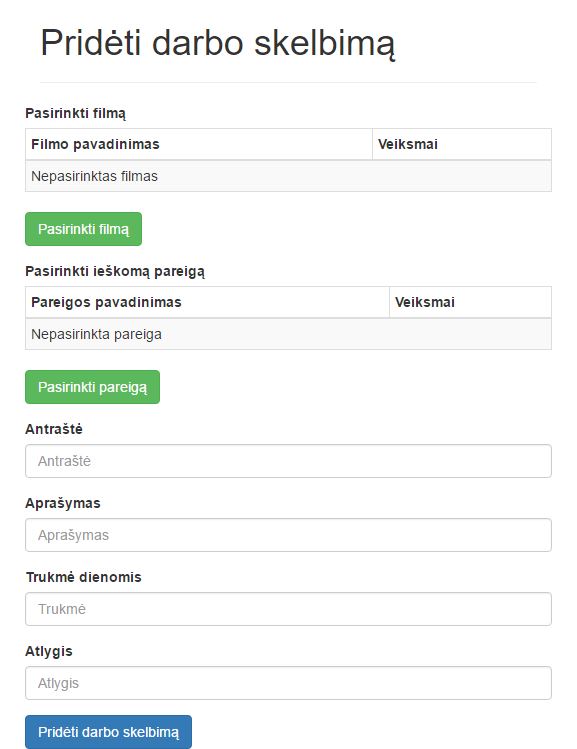 Pridėti darbo skelbimą
Pasirinkti filmą
Filmo pavadinimas Veiksmai
Nepasirinktas filmas
Pasirinkti filmą
Pasirinkti ieškomą pareigą
Pareigos pavadinimas Veiksmai
Nepasirinkta pareiga
Pasirinkti pareigą
Antraštė
Antraštė
Aprašymas
Aprašymas
Trukmė dienomis
Trukmė
Atlygis
Atlygis
Pridėti darbo skelbimą